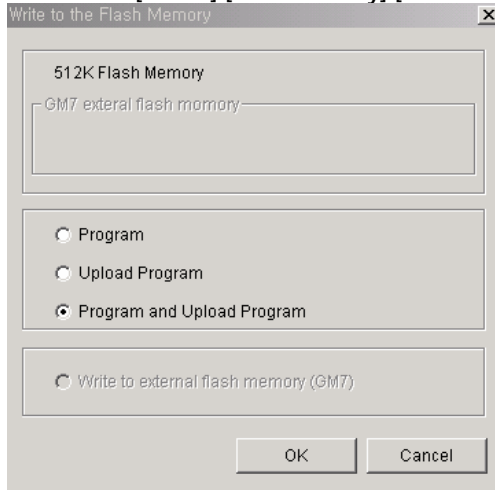 Write to the Flash Memory
512K Flash Memory
GM7 exteral flash momory
Program
Upload Program
Program and Upload Program
Write to external flash memory (GM7)
OK Cancel